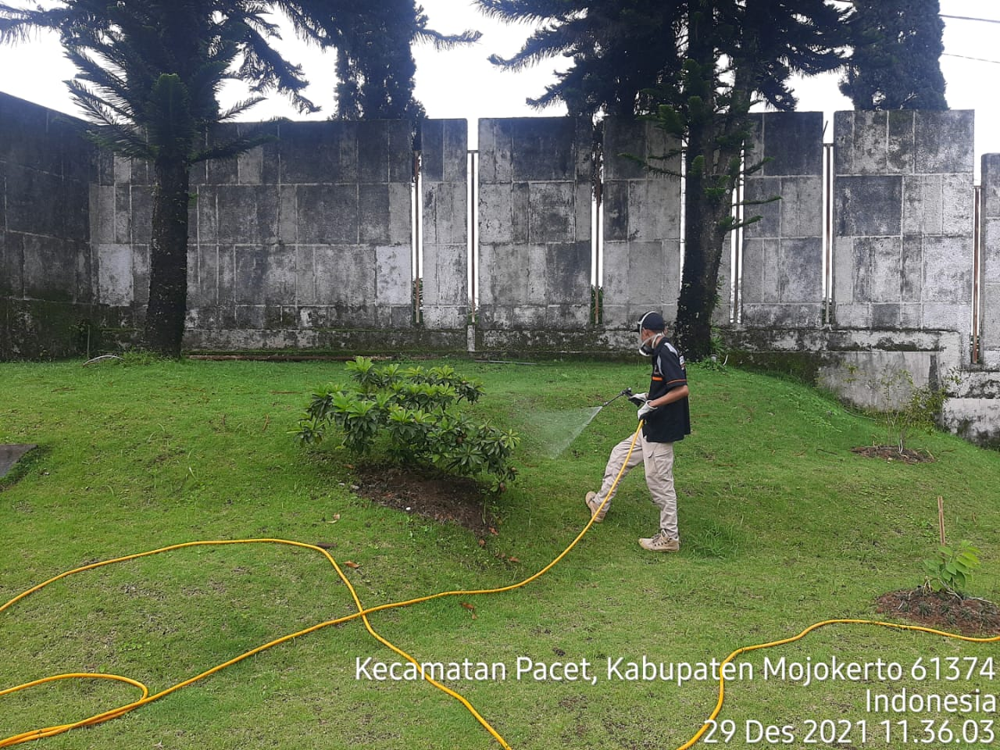 Kecamatan Pacet, Kabupaten Mojokerto 61374
Indonesia
29 Des 2021 11.36.03